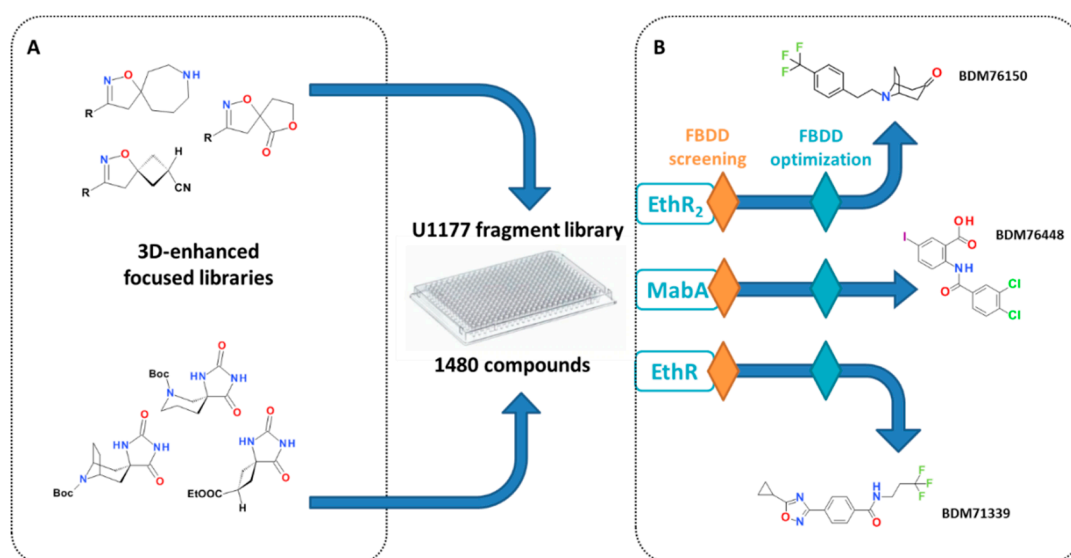 A
O
N
NH
R
O
N
R
O
O
O
N
R
H
CN
3D-enhanced
focused libraries
Boc
N
HN
O
NH
O
Boc
N
HN
O
NH
O
EtOOC
H
HN
O
NH
O
U1177 fragment library
1480 compounds
B
F
F
F
N
O
BDM76150
FBDD
screening
FBDD
optimization
EthR2
MabA
EthR
I
OH
O
NH
O
Cl
Cl
BDM76448
O
N
N
O
H
N
F
F
F
BDM71339